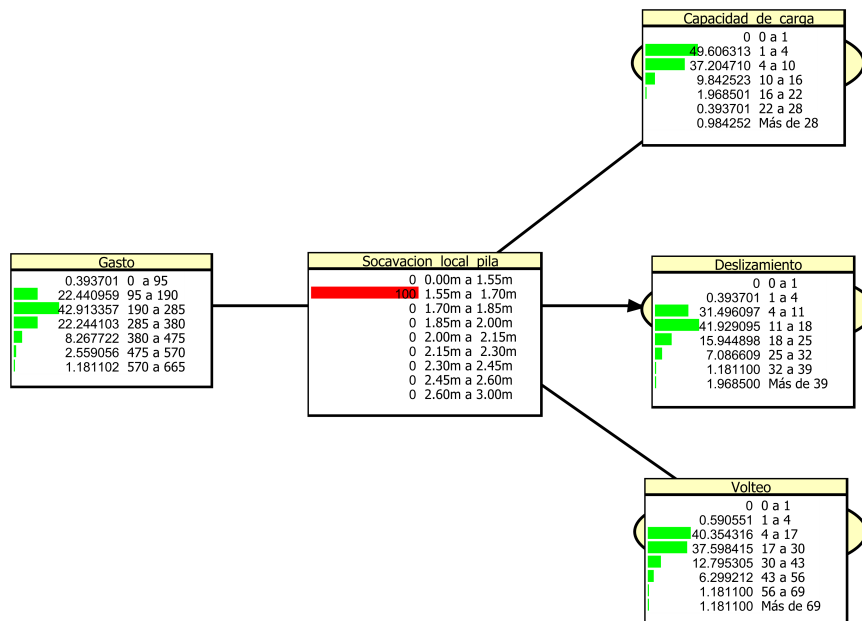 Capacidad de carga
0 0 a 1
49.606313 1 a 4
37.204710 4 a 10
9.842523 10 a 16
1.968501 16 a 22
0.393701 22 a 28
0.984252 Más de 28
Gasto
0.393701 0 a 95
22.440959 95 a 190
42.913357 190 a 285
22.244103 285 a 380
8.267722 380 a 475
2.559056 475 a 570
1.181102 570 a 665
Socavacion local pila
0 0.00m a 1.55m
100 1.55m a 1.70m
0 1.70m a 1.85m
0 1.85m a 2.00m
0 2.00m a 2.15m
0 2.15m a 2.30m
0 2.30m a 2.45m
0 2.45m a 2.60m
0 2.60m a 3.00m
Deslizamiento
0 0 a 1
0.393701 1 a 4
31.496097 4 a 11
41.929095 11 a 18
15.944898 18 a 25
7.086609 25 a 32
1.181100 32 a 39
1.968500 Más de 39
Volteo
0 0 a 1
0.590551 1 a 4
40.354316 4 a 17
37.598415 17 a 30
12.795305 30 a 43
6.299212 43 a 56
1.181100 56 a 69
1.181100 Más de 69